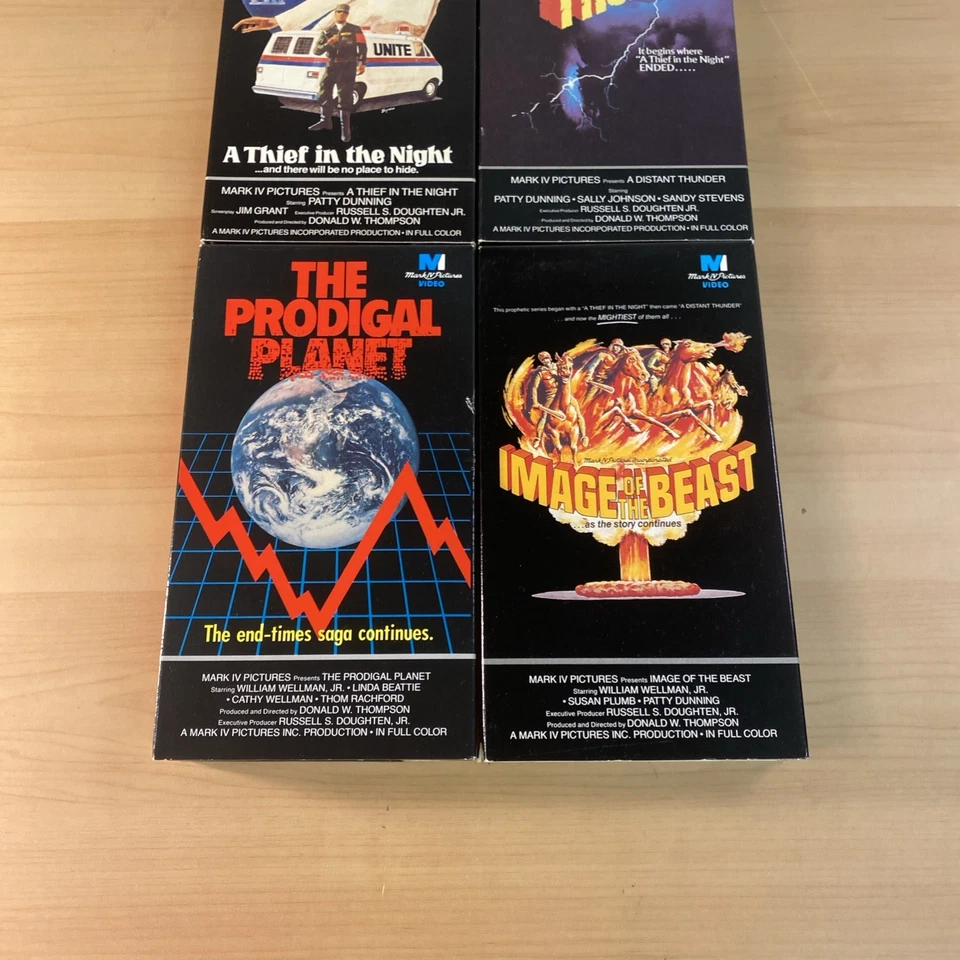 UNITE
A Thief in the Night
...and there will be no place to hide.
MARK IV PICTURES Presents A THIEF IN THE NIGHT
Starring PATTY DUNNING
Screenplay JIM GRANT Executive Producer RUSSELL S. DOUGHTEN JR.
Produced and Directed by DONALD W. THOMPSON
A MARK IV PICTURES INCORPORATED PRODUCTION • IN FULL COLOR
It begins where
"A Thief in the Night"
ENDED.....
MARK IV PICTURES Presents A DISTANT THUNDER
Starring
PATTY DUNNING • SALLY JOHNSON • SANDY STEVENS
Executive Producer RUSSELL S. DOUGHTEN JR.
Produced and Directed by DONALD W. THOMPSON
A MARK IV PICTURES INCORPORATED PRODUCTION • IN FULL COLOR
THE
PRODIGAL
PLANET
Mark IV Pictures
VIDEO
The end-times saga continues.
MARK IV PICTURES Presents THE PRODIGAL PLANET
Starring WILLIAM WELLMAN, JR. • LINDA BEATTIE
• CATHY WELLMAN • THOM RACHFORD
Produced and Directed by DONALD W. THOMPSON
Executive Producer RUSSELL S. DOUGHTEN, JR.
A MARK IV PICTURES INC. PRODUCTION • IN FULL COLOR
Mark IV Pictures
VIDEO
This prophetic series began with a "A THIEF IN THE NIGHT" then came "A DISTANT THUNDER"
. . . and now the MIGHTIEST of them all . . .
Mark IV Pictures Incorporated
IMAGE OF THE BEAST
...as the story continues
MARK IV PICTURES Presents IMAGE OF THE BEAST
Starring WILLIAM WELLMAN, JR.
• SUSAN PLUMB • PATTY DUNNING
Executive Producer RUSSELL S. DOUGHTEN, JR.
Produced and Directed by DONALD W. THOMPSON
A MARK IV PICTURES INC. PRODUCTION • IN FULL COLOR